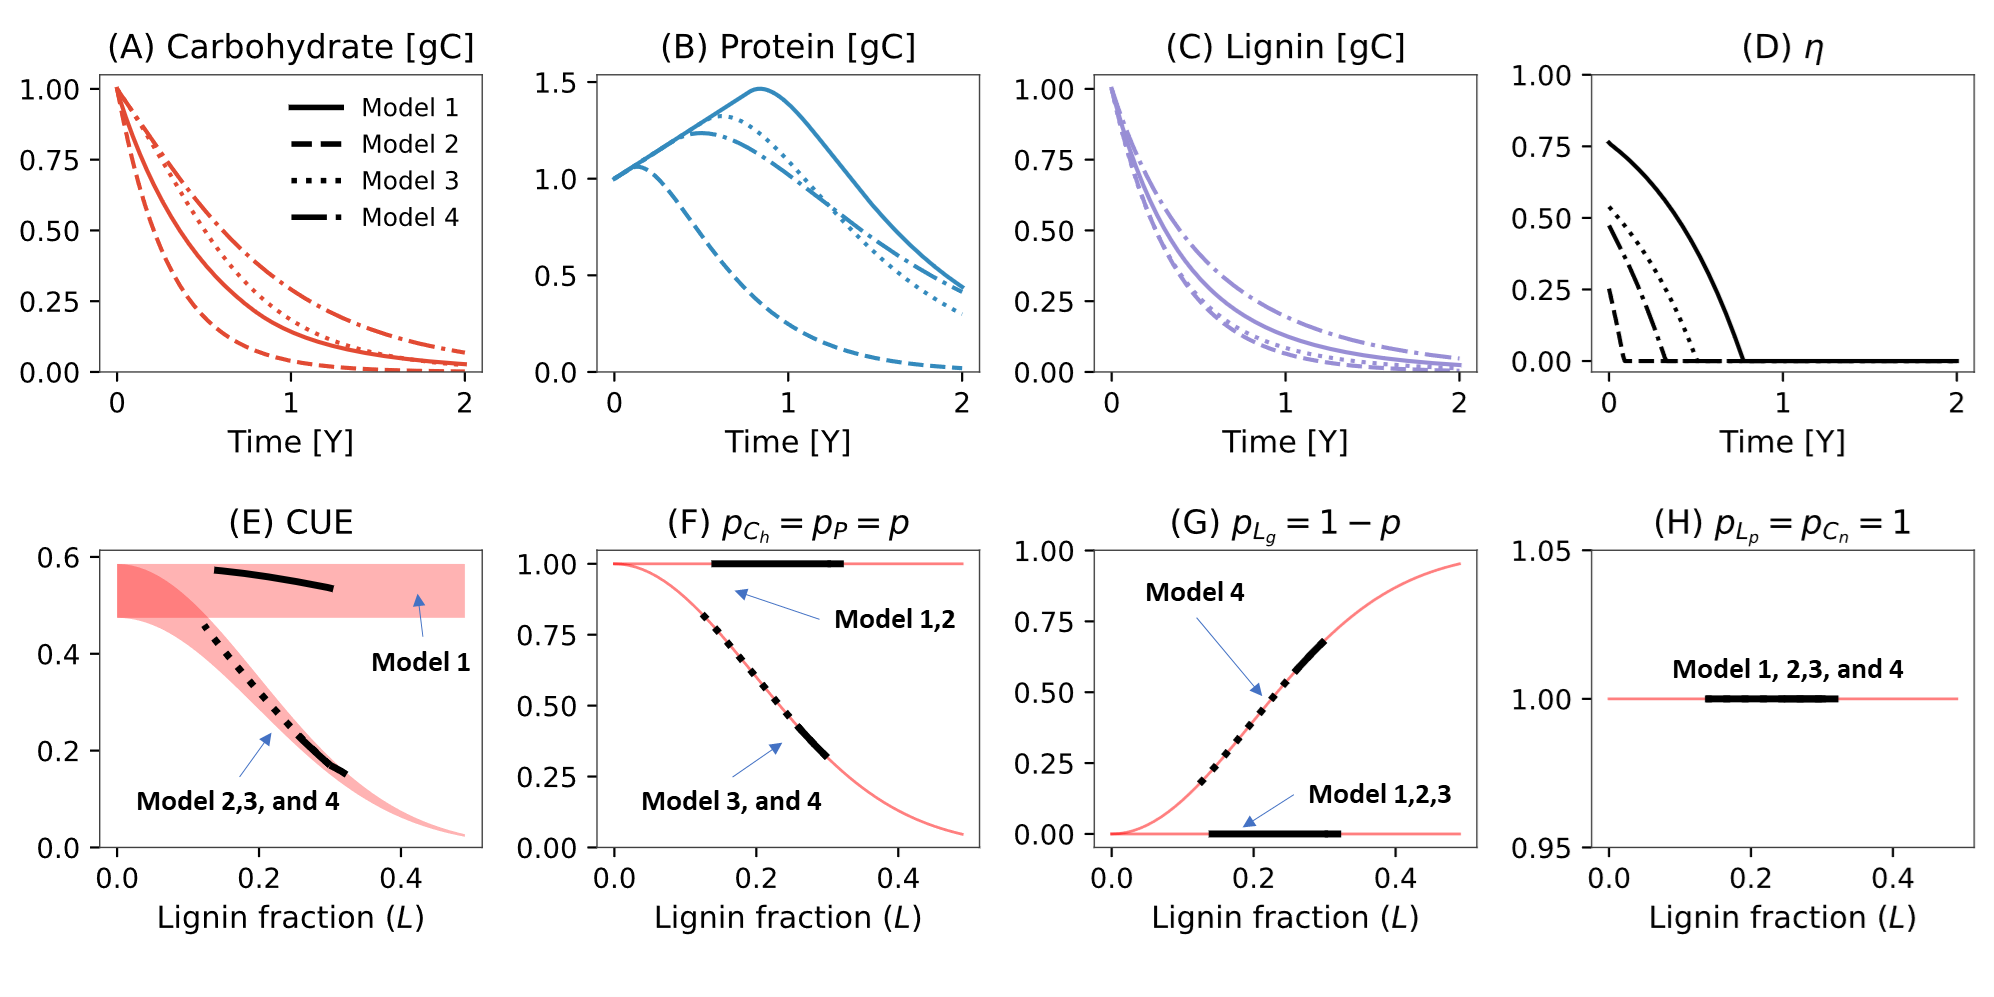 (A) Carbohydrate [gC]
1.00
0.75
0.50
0.25
0.00
0 1 2
Time [Y]
Model 1
Model 2
Model 3
Model 4
(B) Protein [gC]
1.5
1.0
0.5
0.0
0 1 2
Time [Y]
(C) Lignin [gC]
1.00
0.75
0.50
0.25
0.00
0 1 2
Time [Y]
(D) η
1.00
0.75
0.50
0.25
0.00
0 1 2
Time [Y]
(E) CUE
0.6
0.4
0.2
0.0
Model 1
Model 2,3, and 4
0.0 0.2 0.4
Lignin fraction (L)
(F) p_{C_h} = p_P = p
1.00
0.75
0.50
0.25
0.00
Model 1,2
Model 3, and 4
0.0 0.2 0.4
Lignin fraction (L)
(G) p_{L_g} = 1 − p
1.00
0.75
0.50
0.25
0.00
Model 4
Model 1,2,3
0.0 0.2 0.4
Lignin fraction (L)
(H) p_{L_p} = p_{C_n} = 1
1.05
1.00
0.95
Model 1, 2,3, and 4
0.0 0.2 0.4
Lignin fraction (L)